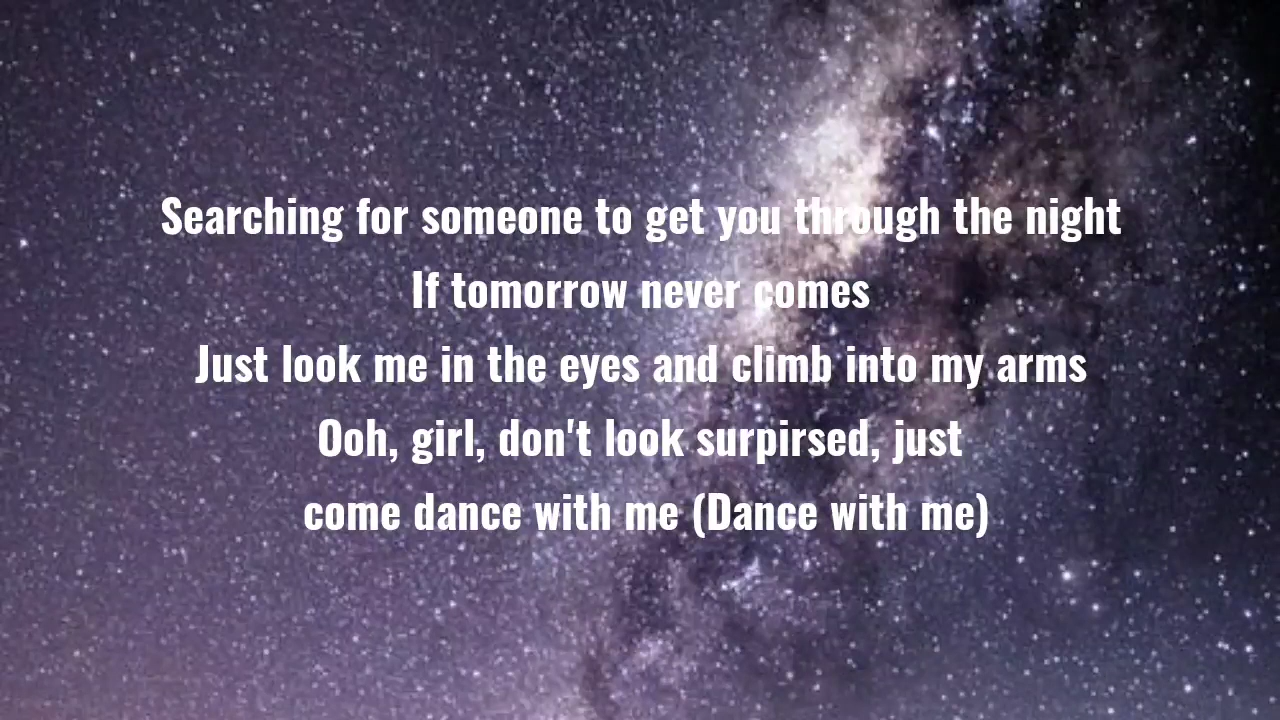 Searching for someone to get you through the night
If tomorrow never comes
Just look me in the eyes and climb into my arms
Ooh, girl, don't look surpirsed, just
come dance with me (Dance with me)